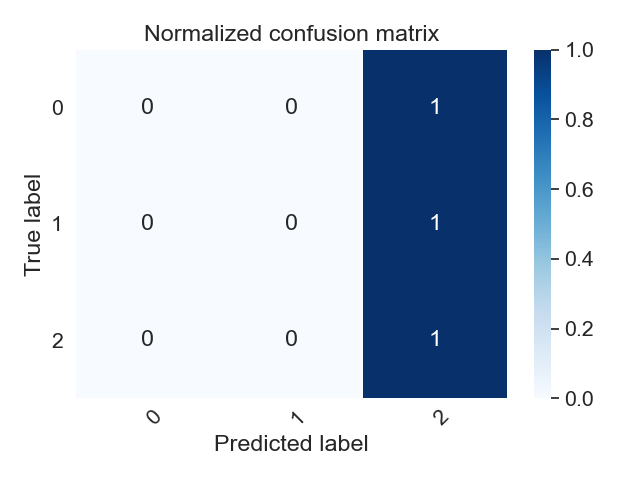 Normalized confusion matrix
True label
0 0 0 1
1 0 0 1
2 0 0 1
0 1 2
Predicted label
1.0
0.8
0.6
0.4
0.2
0.0